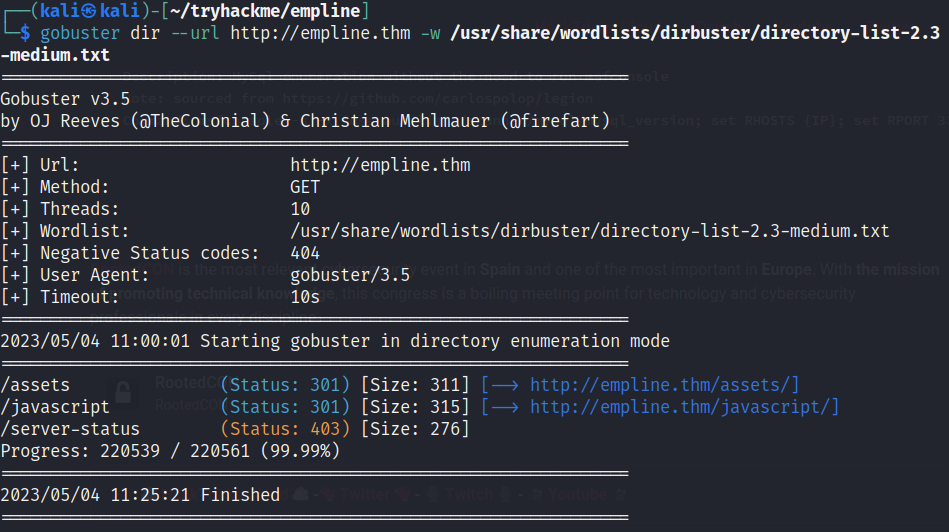 ┌──(kali㉿kali)-[~/tryhackme/empline]
└─$ gobuster dir --url http://empline.thm -w /usr/share/wordlists/dirbuster/directory-list-2.3
-medium.txt
===============================================================
Gobuster v3.5
by OJ Reeves (@TheColonial) & Christian Mehlmauer (@firefart)
===============================================================
[+] Url:                     http://empline.thm
[+] Method:                  GET
[+] Threads:                 10
[+] Wordlist:                /usr/share/wordlists/dirbuster/directory-list-2.3-medium.txt
[+] Negative Status codes:   404
[+] User Agent:              gobuster/3.5
[+] Timeout:                 10s
===============================================================
2023/05/04 11:00:01 Starting gobuster in directory enumeration mode
===============================================================
/assets               (Status: 301) [Size: 311] [--> http://empline.thm/assets/]
/javascript           (Status: 301) [Size: 315] [--> http://empline.thm/javascript/]
/server-status        (Status: 403) [Size: 276]
Progress: 220539 / 220561 (99.99%)
===============================================================
2023/05/04 11:25:21 Finished
===============================================================